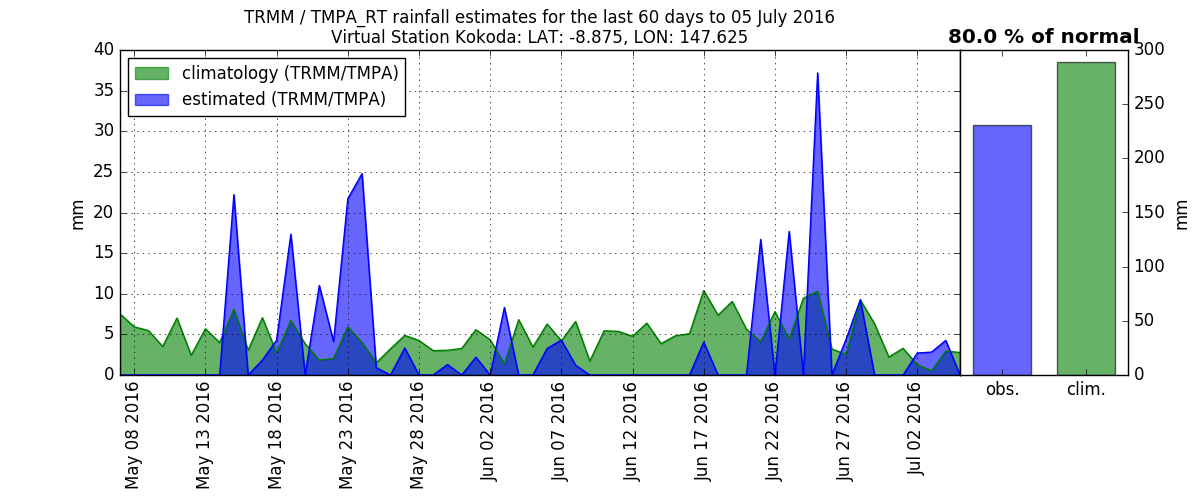 TRMM / TMPA_RT rainfall estimates for the last 60 days to 05 July 2016
Virtual Station Kokoda: LAT: -8.875, LON: 147.625
80.0 % of normal
climatology (TRMM/TMPA)
estimated (TRMM/TMPA)
40
35
30
25
20
15
10
5
0
mm
300
250
200
150
100
50
0
mm
May 08 2016
May 13 2016
May 18 2016
May 23 2016
May 28 2016
Jun 02 2016
Jun 07 2016
Jun 12 2016
Jun 17 2016
Jun 22 2016
Jun 27 2016
Jul 02 2016
obs.
clim.